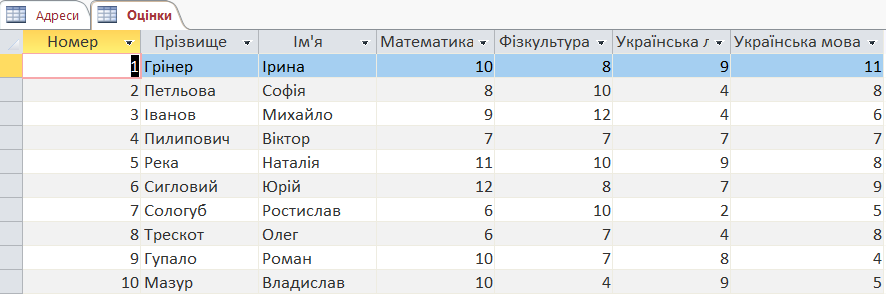 Адреси Оцінки
Номер Прізвище Ім'я Математика Фізкультура Українська л Українська мова
1 Грінер Ірина 10 8 9 11
2 Петльова Софія 8 10 4 8
3 Іванов Михайло 9 12 4 6
4 Пилипович Віктор 7 7 7 7
5 Река Наталія 11 10 9 8
6 Сигловий Юрій 12 8 7 9
7 Сологуб Ростислав 6 10 2 5
8 Трескот Олег 6 7 4 8
9 Гупало Роман 10 7 8 4
10 Мазур Владислав 10 4 9 5